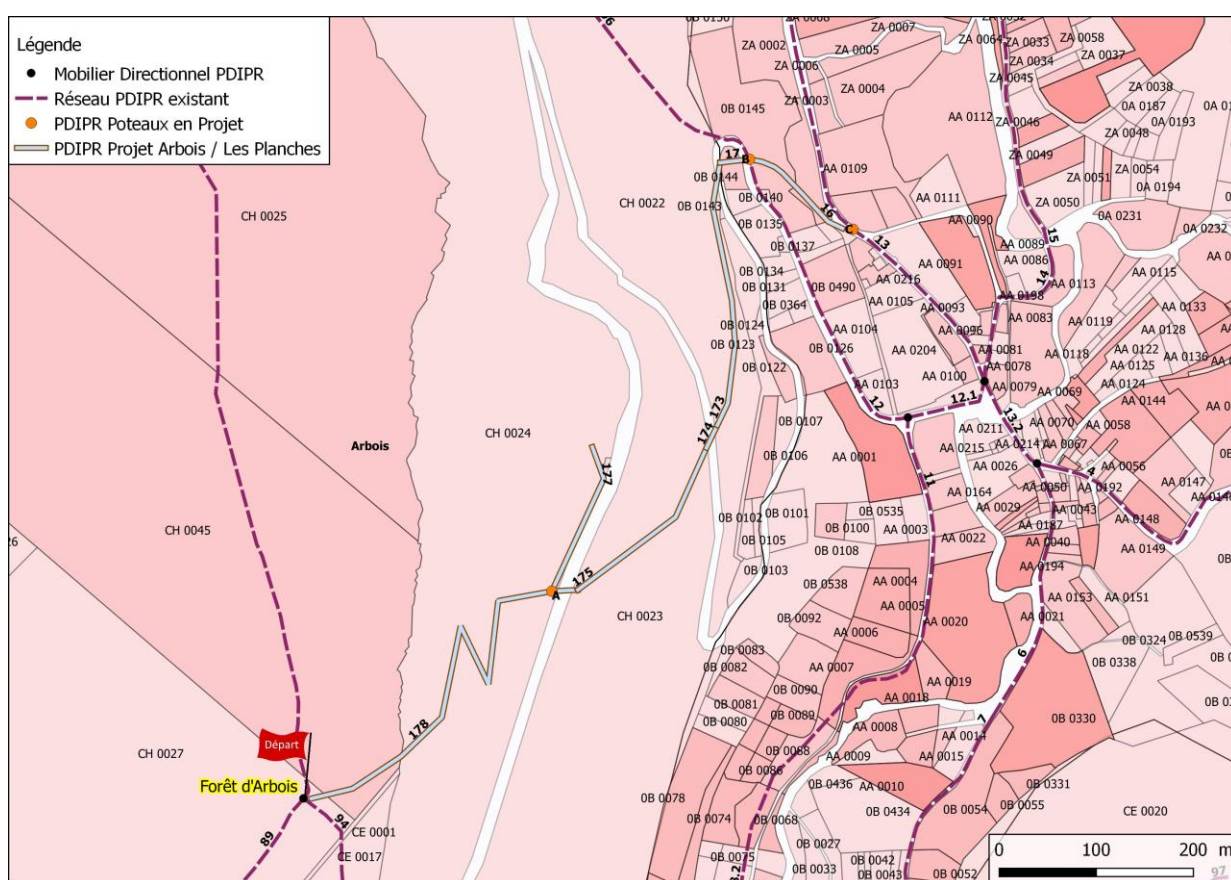 Légende
Mobilier Directionnel PDIPR
Réseau PDIPR existant
PDIPR Poteaux en Projet
PDIPR Projet Arbois / Les Planches
0B 0150
ZA 0007
ZA 0002
ZA 0005
ZA 0006
ZA 0064
ZA 0033
ZA 0058
ZA 0034
ZA 0037
ZA 0045
ZA 0003
ZA 0004
ZA 0038
0B 0145
0A 0187
0A 0193
AA 0112
ZA 0046
ZA 0048
17
B
ZA 0049
0B 0144
AA 0109
ZA 0051
ZA 0054
0A 0194
CH 0025
CH 0022
0B 0143
0B 0140
AA 0111
ZA 0050
16
0B 0135
AA 0090
0A 0231
C
13
0A 0232
0B 0137
AA 0089
15
AA 0086
0B 0134
AA 0091
AA 0115
14
0B 0131
0B 0490
AA 0216
AA 0113
0B 0364
AA 0105
AA 0198
AA 0093
AA 0133
0B 0124
AA 0083
AA 0104
AA 0096
AA 0119
AA 0128
0B 0123
0B 0126
AA 0204
AA 0081
AA 0118
AA 0122
AA 0136
0B 0122
AA 0078
AA 0125
AA 0103
AA 0100
AA 0079
AA 0124
AA 0069
12
12.1
AA 0144
173
0B 0107
13.2
AA 0070
AA 0058
174
AA 0211
CH 0024
Arbois
AA 0214
AA 0067
AA 0215
0B 0106
AA 0001
AA 0026
AA 0056
177
11
4
AA 0050
AA 0192
AA 0147
AA 0164
AA 0029
0B 0102
0B 0101
0B 0535
AA 0043
AA 0148
CH 0045
0B 0100
AA 0003
AA 0187
0B 0105
AA 0022
AA 0040
AA 0149
0B 0108
0B 0103
AA 0194
175
0B 0538
AA 0004
A
AA 0153
AA 0151
AA 0005
CH 0023
0B 0092
AA 0020
AA 0021
AA 0006
0B 0324
0B 0539
0B 0083
6
0B 0338
0B 0082
AA 0007
0B 0090
AA 0019
AA 0018
0B 0081
0B 0089
7
0B 0330
0B 0080
178
AA 0008
AA 0014
Départ
0B 0088
CH 0027
AA 0009
AA 0015
0B 0086
Forêt d'Arbois
0B 0436
AA 0010
0B 0331
0B 0078
0B 0434
0B 0054
0B 0055
CE 0020
94
0B 0074
0B 0068
CE 0001
89
0B 0027
CE 0017
0B 0075
0B 0042
0B 0033
0B 0043
0B 0052
0 100 200 m
97